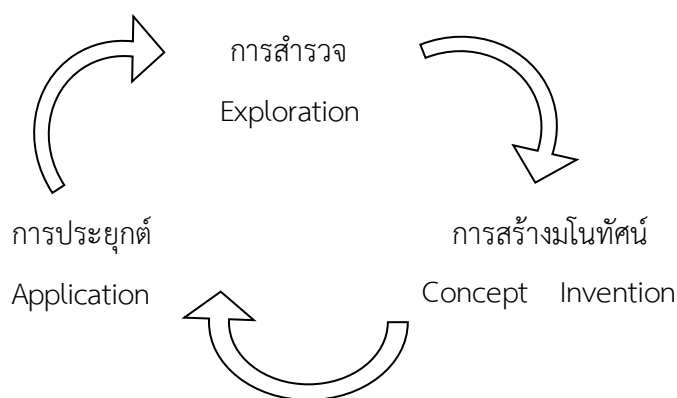 การสำรวจ
Exploration
การประยุกต์
Application
การสร้างมโนทัศน์
Concept Invention